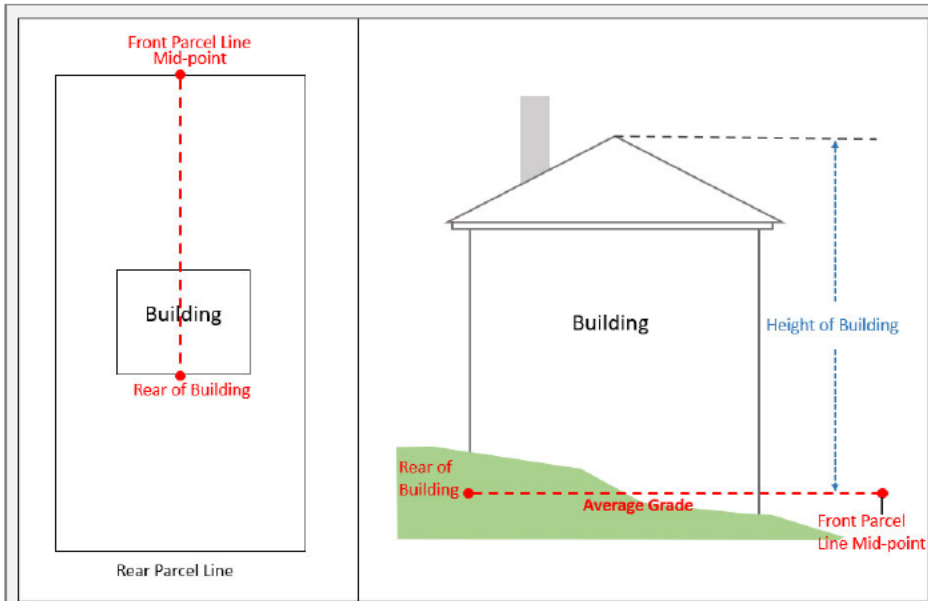 Front Parcel Line
Mid-point
Building
Rear of Building
Rear Parcel Line
Building
Height of Building
Rear of
Building
Average Grade
Front Parcel
Line Mid-point